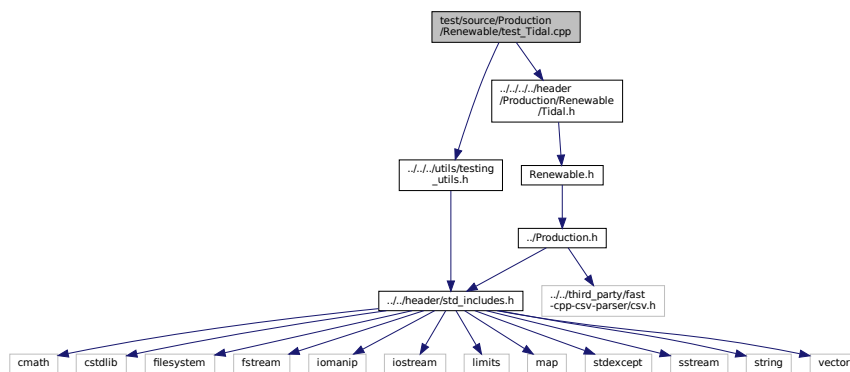 test/source/Production
/Renewable/test_Tidal.cpp
../../../../header
/Production/Renewable
/Tidal.h
../../../utils/testing
_utils.h
Renewable.h
../Production.h
../../header/std_includes.h
../../third_party/fast
-cpp-csv-parser/csv.h
cmath
cstdlib
filesystem
fstream
iomanip
iostream
limits
map
stdexcept
sstream
string
vector